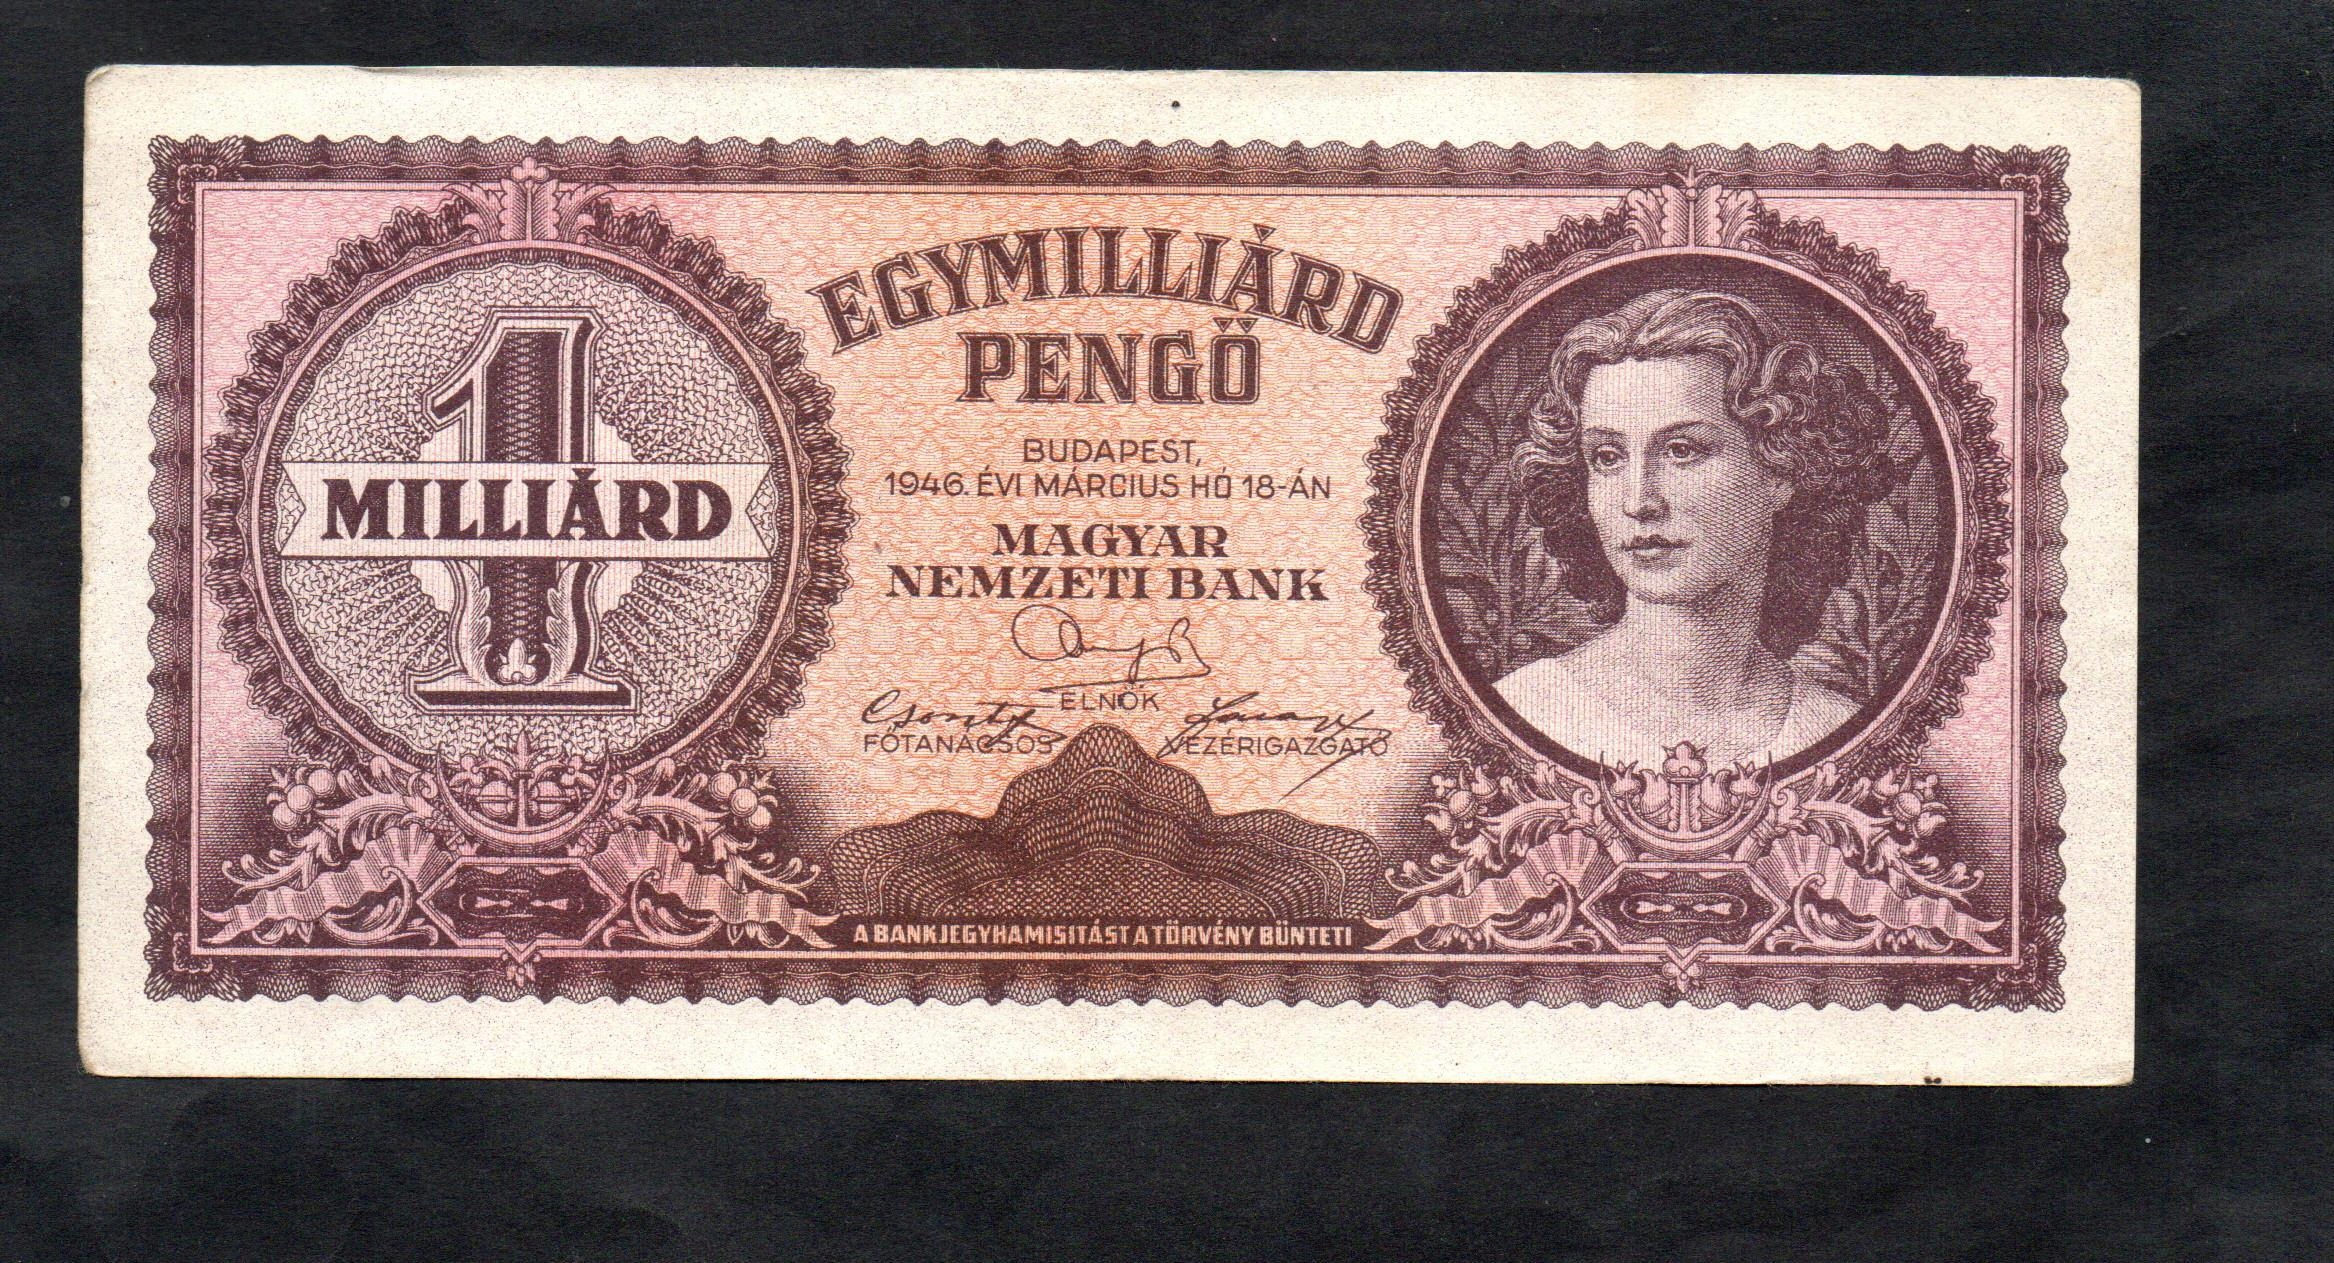 1
MILLIÁRD
EGYMILLIÁRD
PENGŐ
BUDAPEST,
1946. ÉVI MÁRCIUS HÓ 18-ÁN
MAGYAR
NEMZETI BANK
ELNÖK
FŐTANÁCSOS
VEZÉRIGAZGATÓ
A BANKJEGYHAMISITÁST A TÖRVÉNY BÜNTETI